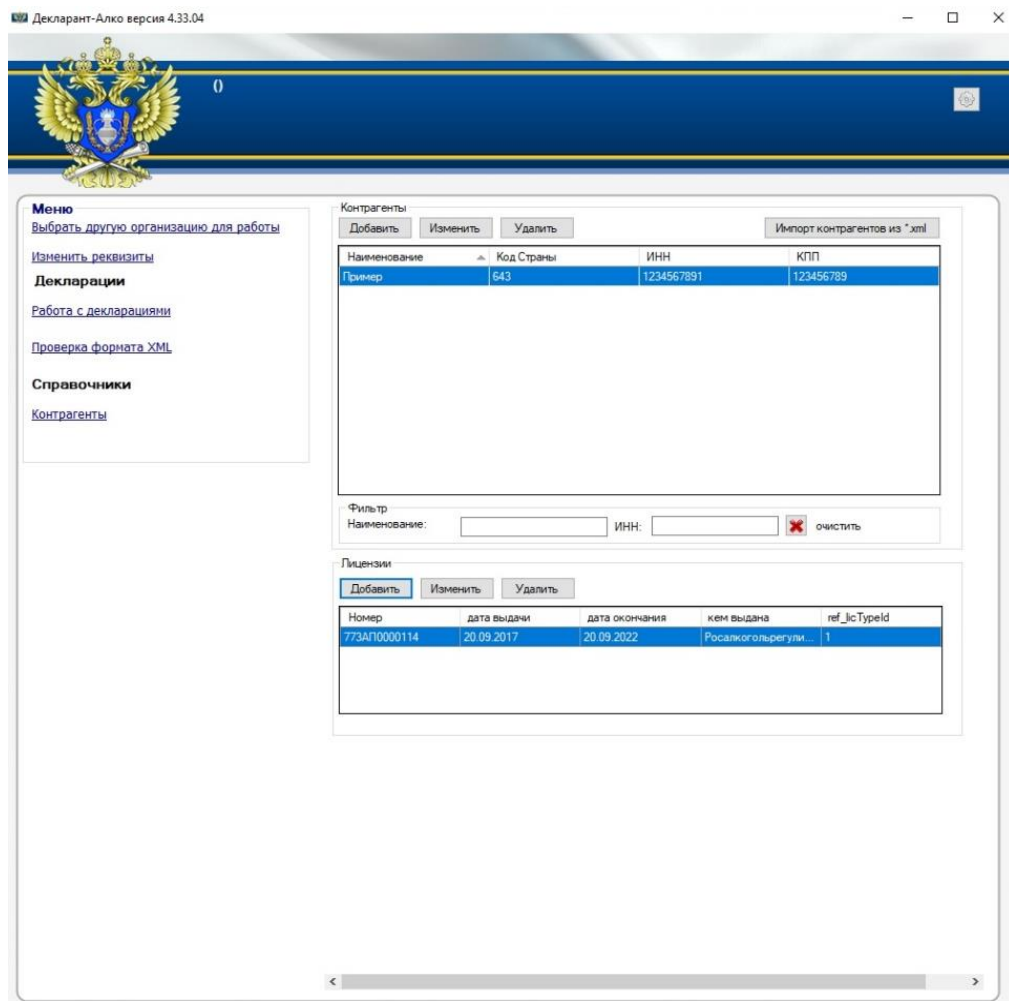 Декларант-Алко версия 4.33.04
()
Меню
Выбрать другую организацию для работы
Изменить реквизиты
Декларации
Работа с декларациями
Проверка формата XML
Справочники
Контрагенты
Контрагенты
Добавить Изменить Удалить Импорт контрагентов из *.xml
Наименование Код Страны ИНН КПП
Пример 643 1234567891 123456789
Фильтр
Наименование: ИНН: очистить
Лицензии
Добавить Изменить Удалить
Номер дата выдачи дата окончания кем выдана ref_licTypeId
773АП0000114 20.09.2017 20.09.2022 Росалкогольрегули... 1